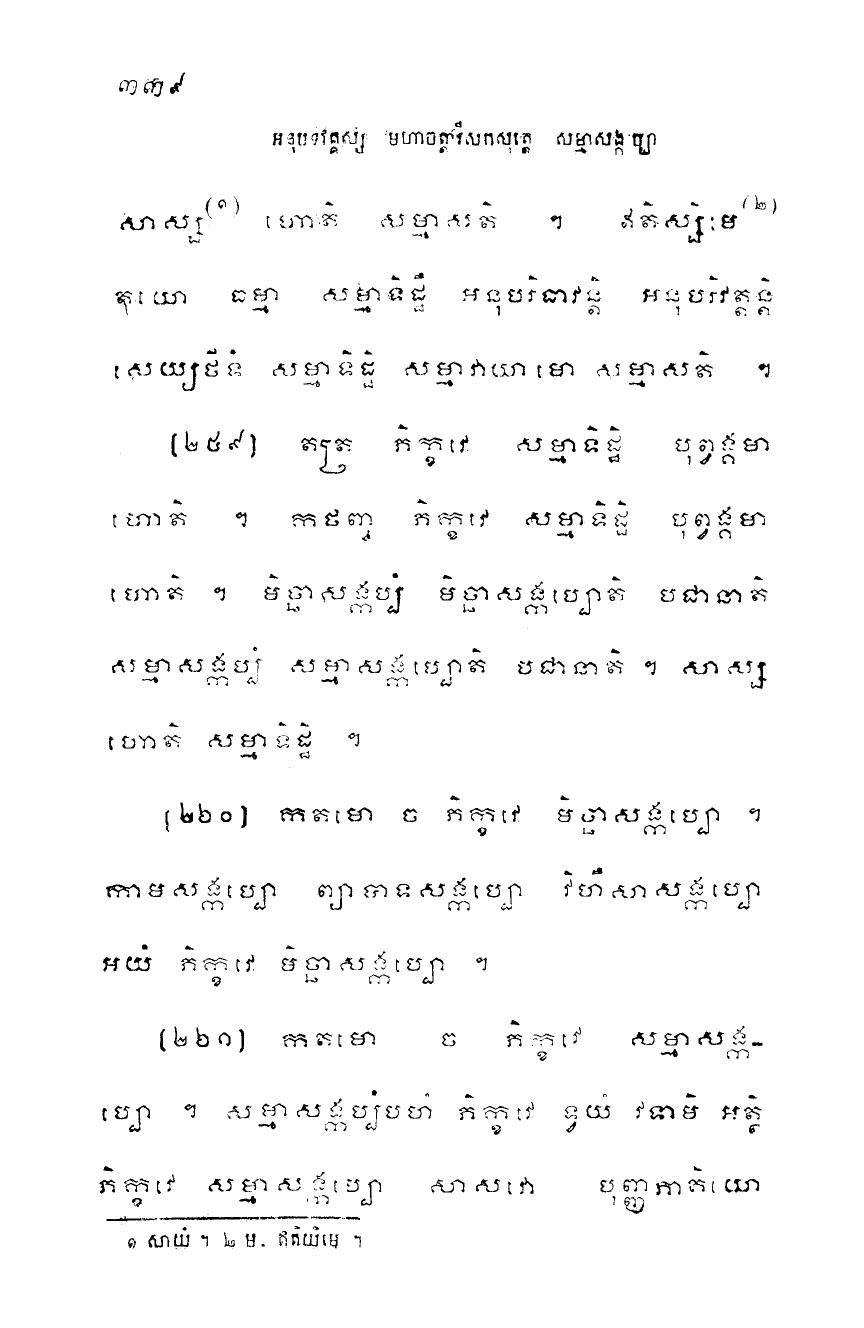 ៣៣៩
អនុបទវគ្គស្ស មហាចត្តារីសកសុត្តេ សម្មាសង្កប្បោ
សាស្ស(១) ហោតិ សម្មាសតិ ។ ឥតិស្សិមេ(២)
តយោ ធម្មា សម្មាទិដ្ឋឹ អនុបរិធាវន្តិ អនុបរិវត្តន្តិ
សេយ្យថីទំ សម្មាទិដ្ឋិ សម្មាវាយាមោ សម្មាសតិ ។
(២៥៩) តត្រ ភិក្ខវេ សម្មាទិដ្ឋិ បុព្វង្គមា
ហោតិ ។ កថញ្ច ភិក្ខវេ សម្មាទិដ្ឋិ បុព្វង្គមា
ហោតិ ។ មិច្ឆាសង្កប្បំ មិច្ឆាសង្កប្បោតិ បជានាតិ
សម្មាសង្កប្បំ សម្មាសង្កប្បោតិ បជានាតិ ។ សាស្ស
ហោតិ សម្មាទិដ្ឋិ ។
(២៦០) កតមោ ច ភិក្ខវេ មិច្ឆាសង្កប្បោ ។
កាមសង្កប្បោ ព្យាបាទសង្កប្បោ វិហឹសាសង្កប្បោ
អយំ ភិក្ខវេ មិច្ឆាសង្កប្បោ ។
(២៦១) កតមោ ច ភិក្ខវេ សម្មាសង្ក-
ប្បោ ។ សម្មាសង្កប្បំបហំ ភិក្ខវេ ទ្វយំ វទាមិ អត្ថិ
ភិក្ខវេ សម្មាសង្កប្បោ សាសវោ បុញ្ញភាគិយោ
១ សាយំ ។ ២ ម. ឥតិយិមេ ។